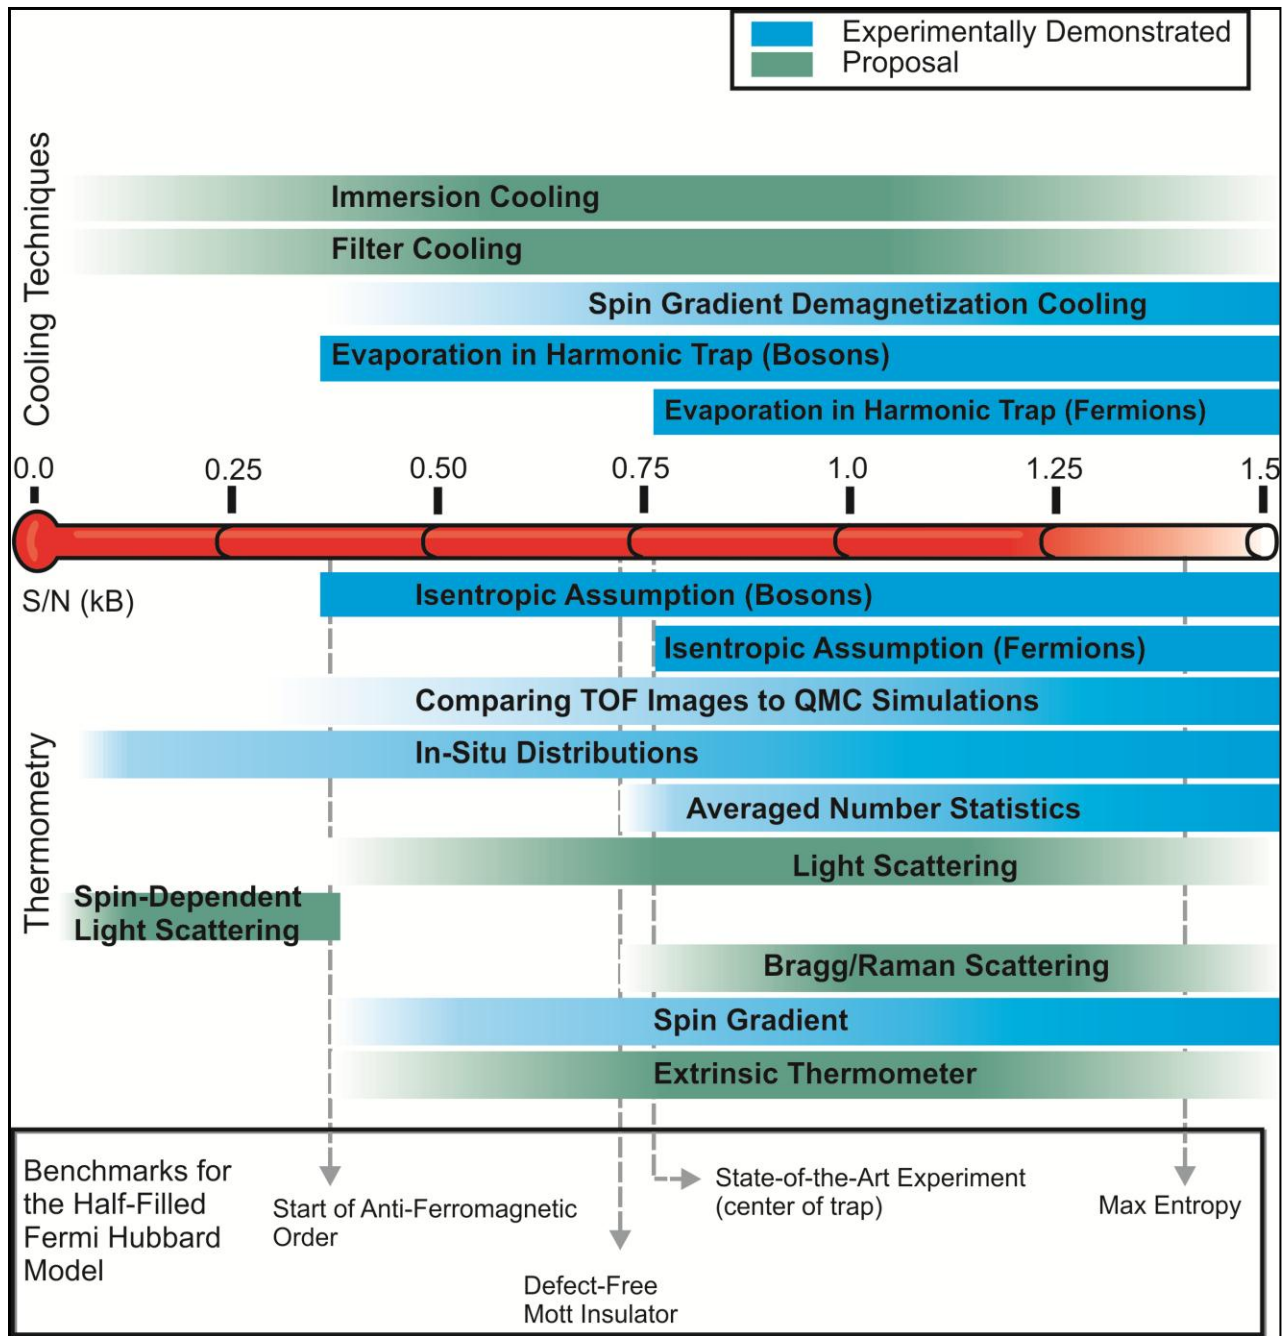 Experimentally Demonstrated
Proposal
Cooling Techniques
Immersion Cooling
Filter Cooling
Spin Gradient Demagnetization Cooling
Evaporation in Harmonic Trap (Bosons)
Evaporation in Harmonic Trap (Fermions)
0.0 0.25 0.50 0.75 1.0 1.25 1.5
S/N (kB)
Thermometry
Isentropic Assumption (Bosons)
Isentropic Assumption (Fermions)
Comparing TOF Images to QMC Simulations
In-Situ Distributions
Averaged Number Statistics
Light Scattering
Spin-Dependent
Light Scattering
Bragg/Raman Scattering
Spin Gradient
Extrinsic Thermometer
Benchmarks for
the Half-Filled
Fermi Hubbard
Model
Start of Anti-Ferromagnetic
Order
Defect-Free
Mott Insulator
State-of-the-Art Experiment
(center of trap)
Max Entropy